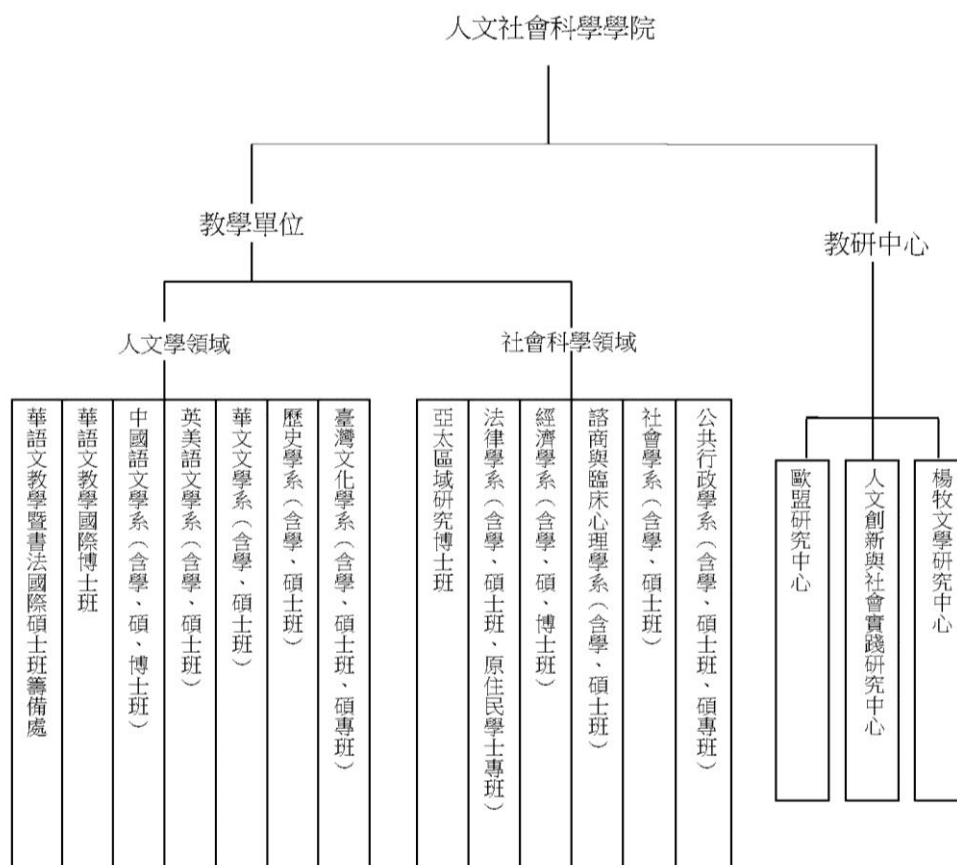 人文社會科學學院
教學單位
教研中心
人文學領域
社會科學領域
臺灣文化學系（含學、碩士班、碩專班）
歷史學系（含學、碩士班）
華文文學系（含學、碩士班）
英美語文學系（含學、碩士班）
中國語文學系（含學、碩、博士班）
華語文教學國際博士班
華語文教學暨書法國際碩士班籌備處
公共行政學系（含學、碩士班、碩專班）
社會學系（含學、碩士班）
諮商與臨床心理學系（含學、碩士班）
經濟學系（含學、碩、博士班）
法律學系（含學、碩士班、原住民學士專班）
亞太區域研究博士班
楊牧文學研究中心
人文創新與社會實踐研究中心
歐盟研究中心